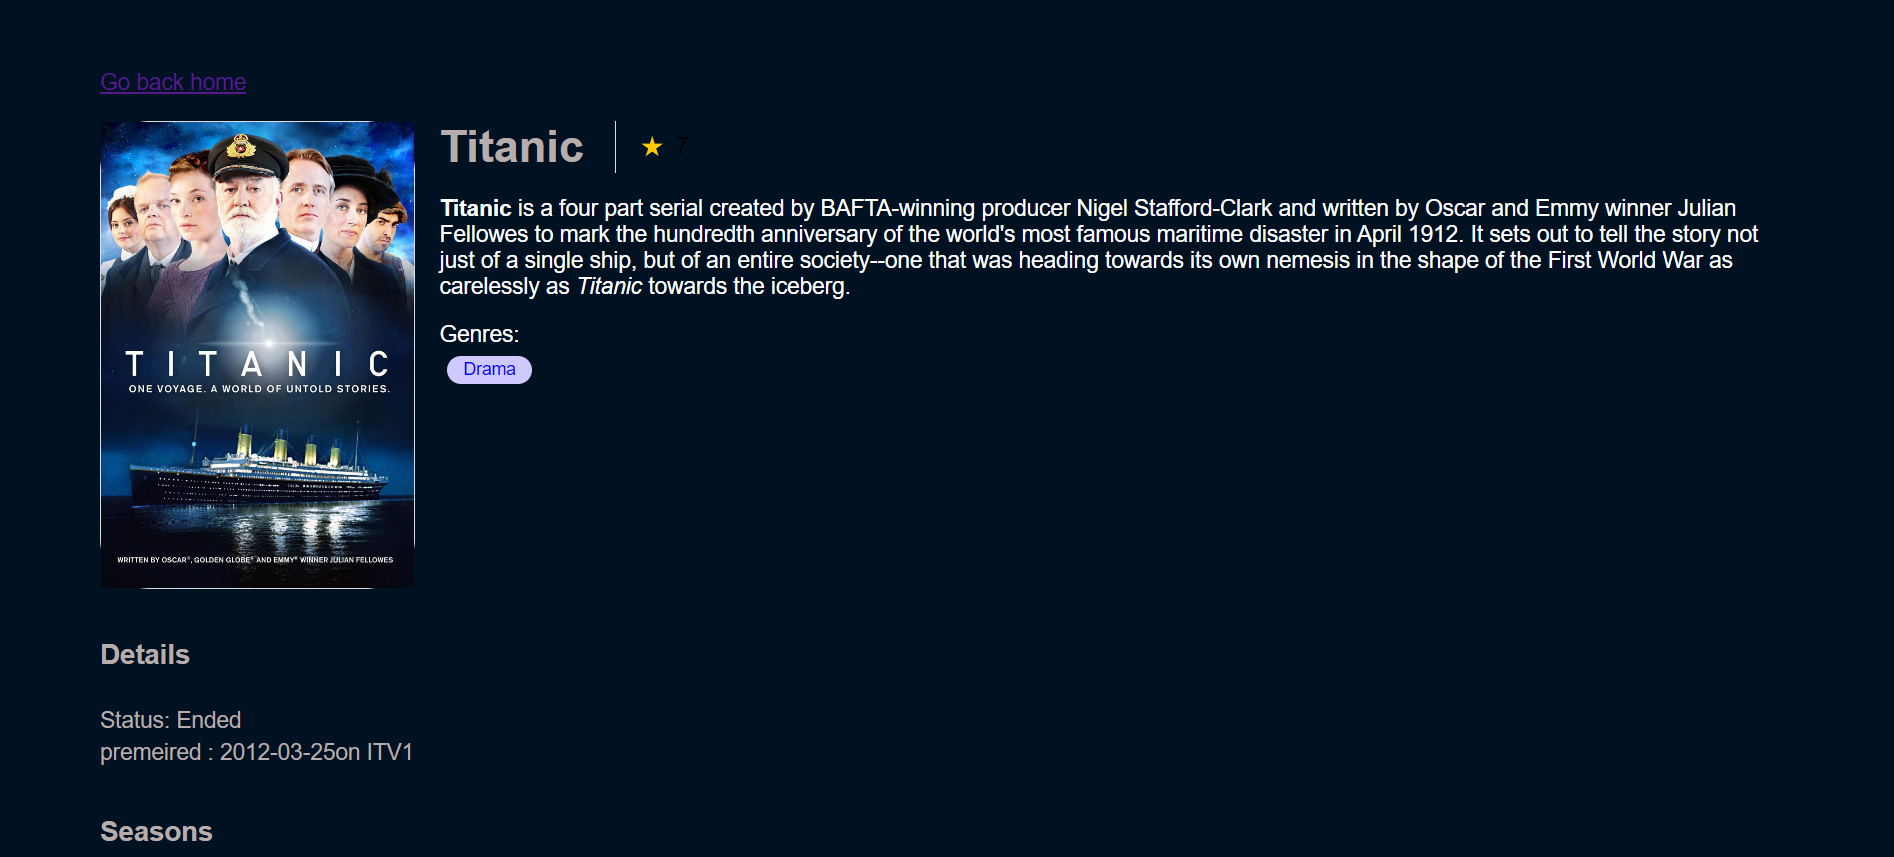 Go back home
Titanic ★ 7
Titanic is a four part serial created by BAFTA-winning producer Nigel Stafford-Clark and written by Oscar and Emmy winner Julian
Fellowes to mark the hundredth anniversary of the world's most famous maritime disaster in April 1912. It sets out to tell the story not
just of a single ship, but of an entire society--one that was heading towards its own nemesis in the shape of the First World War as
carelessly as Titanic towards the iceberg.
Genres:
Drama
TITANIC
ONE VOYAGE. A WORLD OF UNTOLD STORIES.
WRITTEN BY OSCAR®, GOLDEN GLOBE® AND EMMY® WINNER JULIAN FELLOWES
Details
Status: Ended
premeired : 2012-03-25on ITV1
Seasons